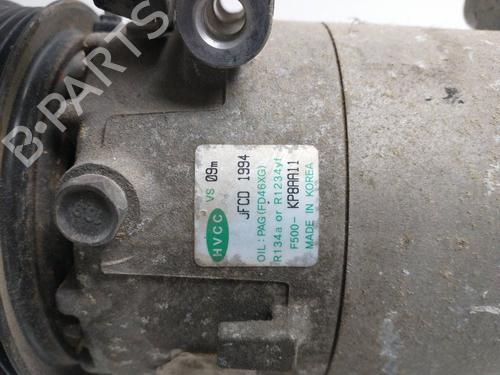 HVCC
VS 09m
JFCD 1994
OIL : PAG(FD46XG)
R134a or R1234yf
F500- KP8AA11
MADE IN KOREA
B-PARTS